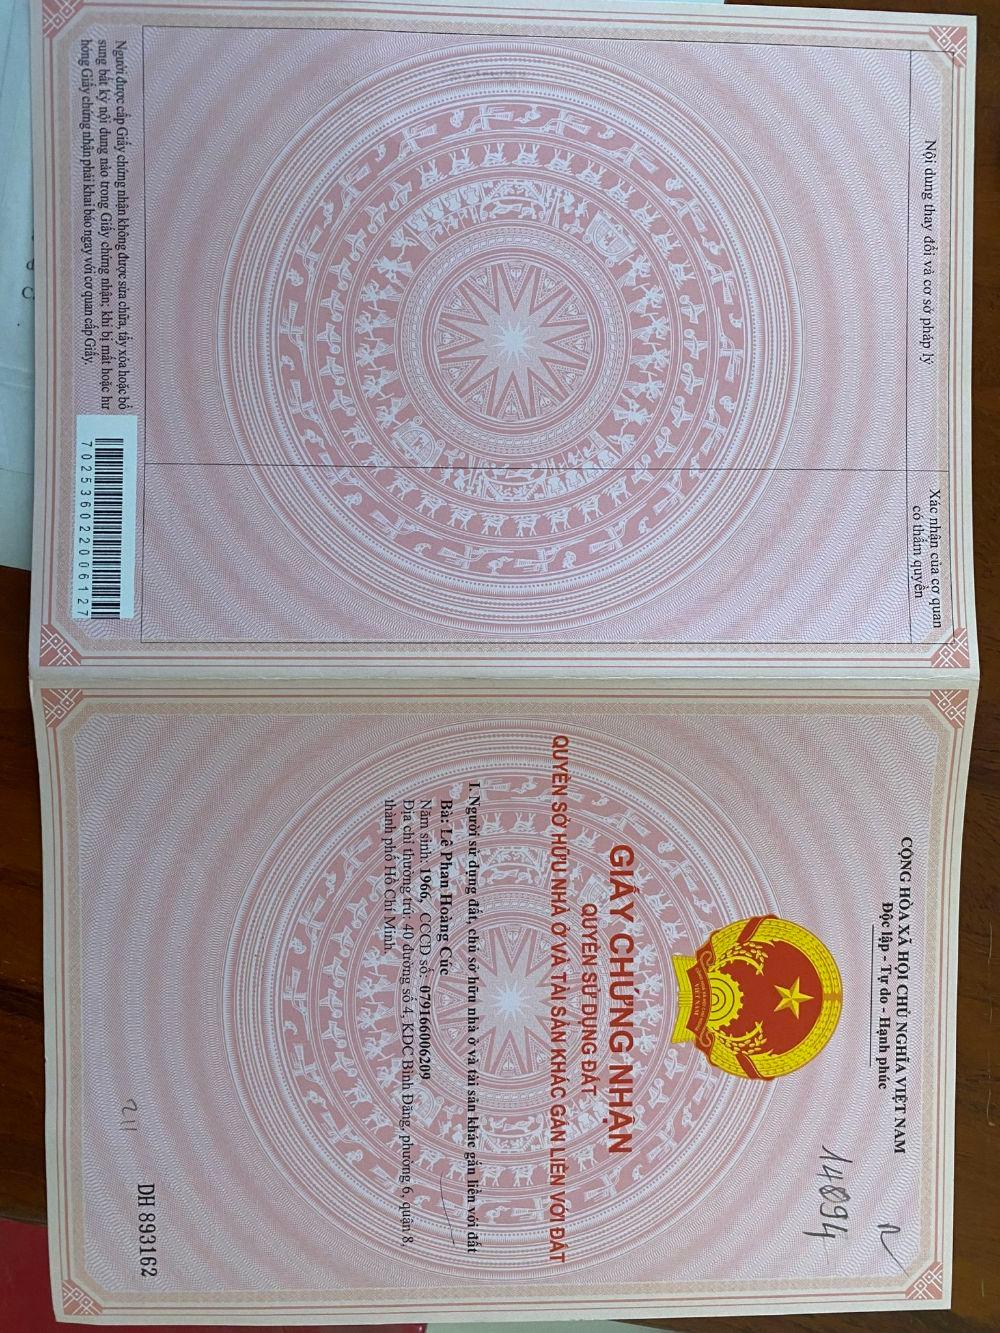 Nội dung thay đổi và cơ sở pháp lý
Xác nhận của cơ quan
có thẩm quyền
Người được cấp Giấy chứng nhận không được sửa chữa, tẩy xóa hoặc bổ
sung bất kỳ nội dung nào trong Giấy chứng nhận; khi bị mất hoặc hư
hỏng Giấy chứng nhận phải khai báo ngay với cơ quan cấp Giấy.
702536022006127
CỘNG HÒA XÃ HỘI CHỦ NGHĨA VIỆT NAM
Độc lập - Tự do - Hạnh phúc
14894
VIỆT NAM
GIẤY CHỨNG NHẬN
QUYỀN SỬ DỤNG ĐẤT
QUYỀN SỞ HỮU NHÀ Ở VÀ TÀI SẢN KHÁC GẮN LIỀN VỚI ĐẤT
I. Người sử dụng đất, chủ sở hữu nhà ở và tài sản khác gắn liền với đất
Bà: Lê Phan Hoàng Cúc
Năm sinh: 1966, CCCD số: 079166006209
Địa chỉ thường trú: 40 đường số 4, KDC Bình Đăng, phường 6, quận 8,
thành phố Hồ Chí Minh.
DH 893162